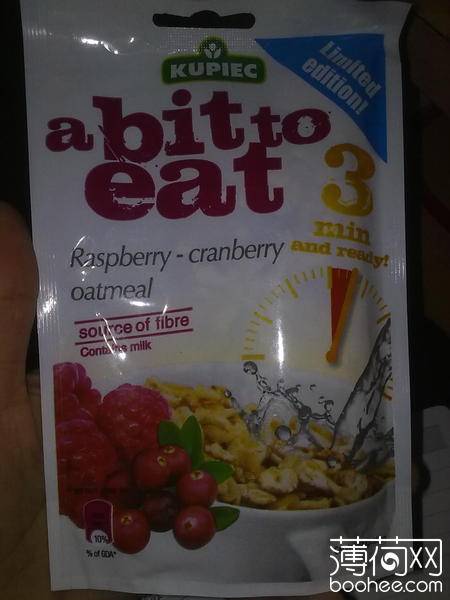 KUPIEC
Limited
edition!
a bit to
eat
3
min
and ready!
Raspberry - cranberry
oatmeal
source of fibre
Contains milk
10%
% of GDA*
薄荷网
boohee.com